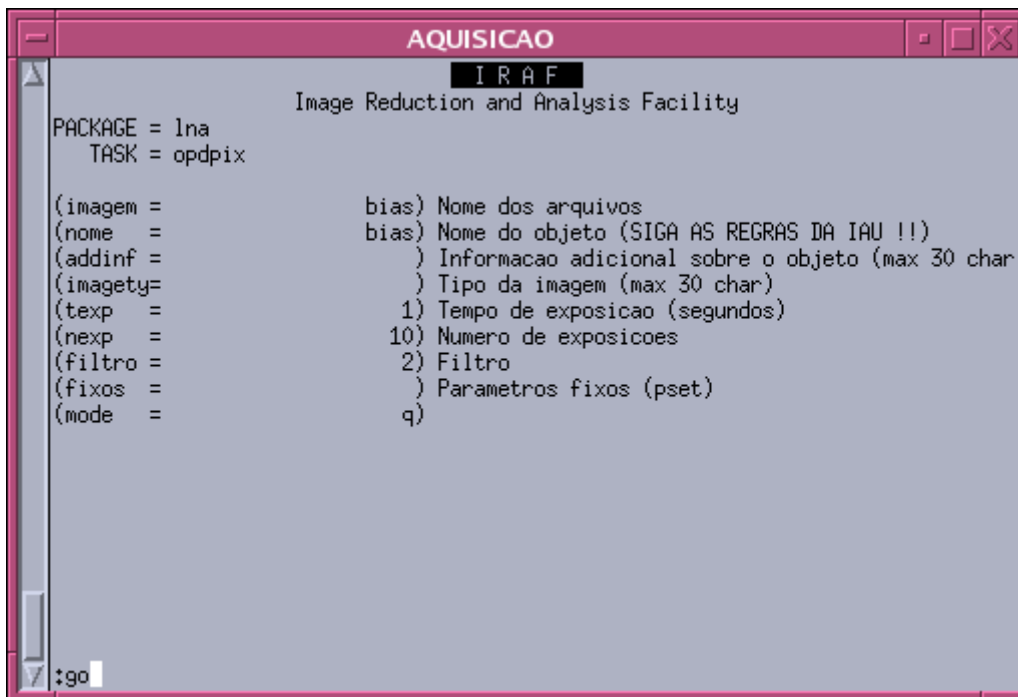 AQUISICAO
I R A F
Image Reduction and Analysis Facility
PACKAGE = lna
TASK = opdpix
(imagem = bias) Nome dos arquivos
(nome = bias) Nome do objeto (SIGA AS REGRAS DA IAU !!)
(addinf = ) Informacao adicional sobre o objeto (max 30 char
(imagety= ) Tipo da imagem (max 30 char)
(texp = 1) Tempo de exposicao (segundos)
(nexp = 10) Numero de exposicoes
(filtro = 2) Filtro
(fixos = ) Parametros fixos (pset)
(mode = q)
:go